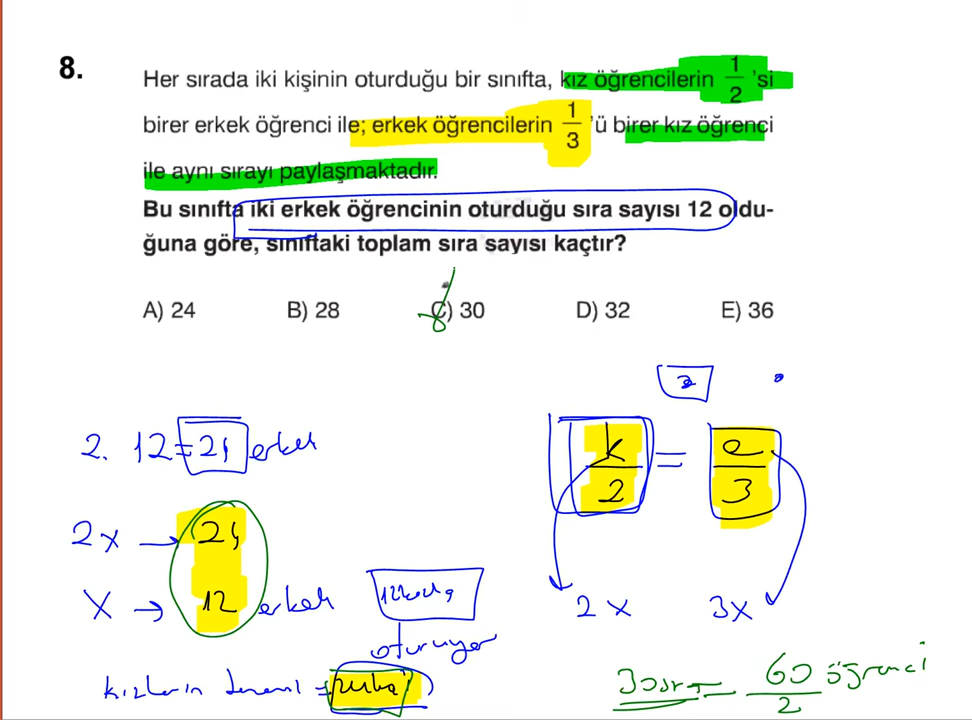 8.
Her sırada iki kişinin oturduğu bir sınıfta, kız öğrencilerin 1/2 'si
birer erkek öğrenci ile; erkek öğrencilerin 1/3 'ü birer kız öğrenci
ile aynı sırayı paylaşmaktadır.
Bu sınıfta iki erkek öğrencinin oturduğu sıra sayısı 12 oldu-
ğuna göre, sınıftaki toplam sıra sayısı kaçtır?
A) 24 B) 28 C) 30 D) 32 E) 36
2. 12 = 24 erkek
k/2 = e/3
2x → 24
x → 12 erkek
2x 3x
oturuyor
kızların =
60 öğrenci / 2